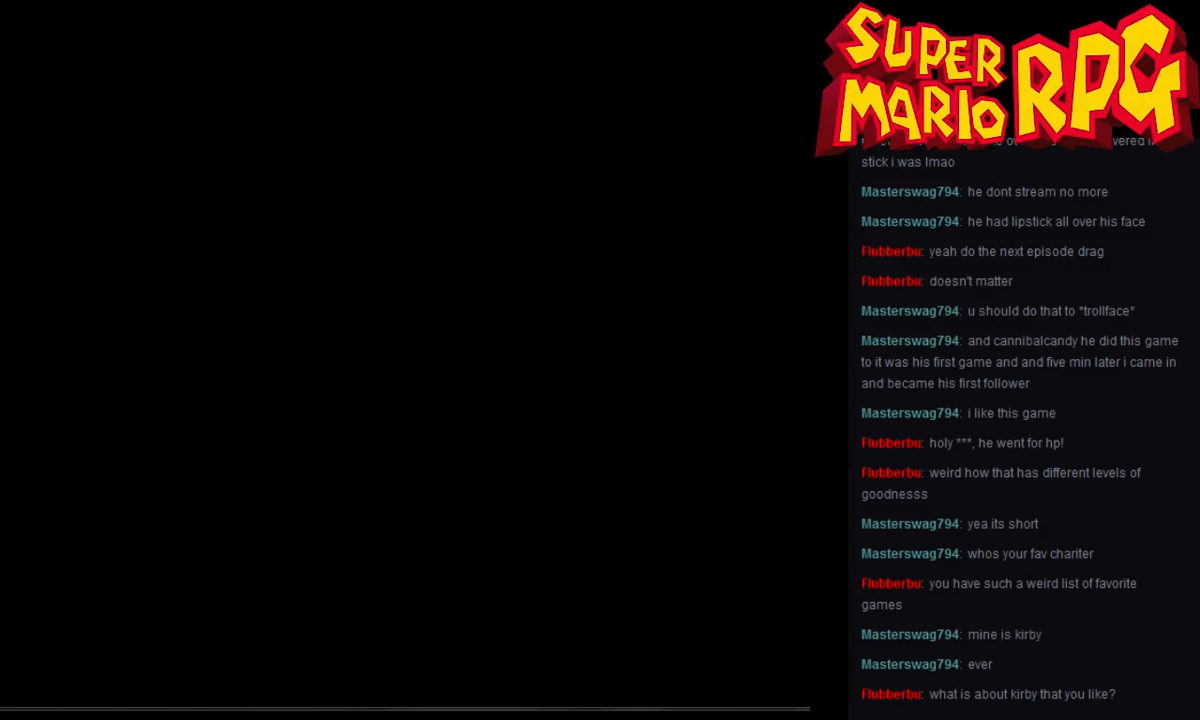 SUPER
MARIO RPG
stick i was lmao
Masterswag794: he dont stream no more
Masterswag794: he had lipstick all over his face
Flubberbu: yeah do the next episode drag
Flubberbu: doesn't matter
Masterswag794: u should do that to *trollface*
Masterswag794: and cannibalcandy he did this game
to it was his first game and and five min later i came in
and became his first follower
Masterswag794: i like this game
Flubberbu: holy ***, he went for hp!
Flubberbu: weird how that has different levels of
goodnesss
Masterswag794: yea its short
Masterswag794: whos your fav chariter
Flubberbu: you have such a weird list of favorite
games
Masterswag794: mine is kirby
Masterswag794: ever
Flubberbu: what is about kirby that you like?